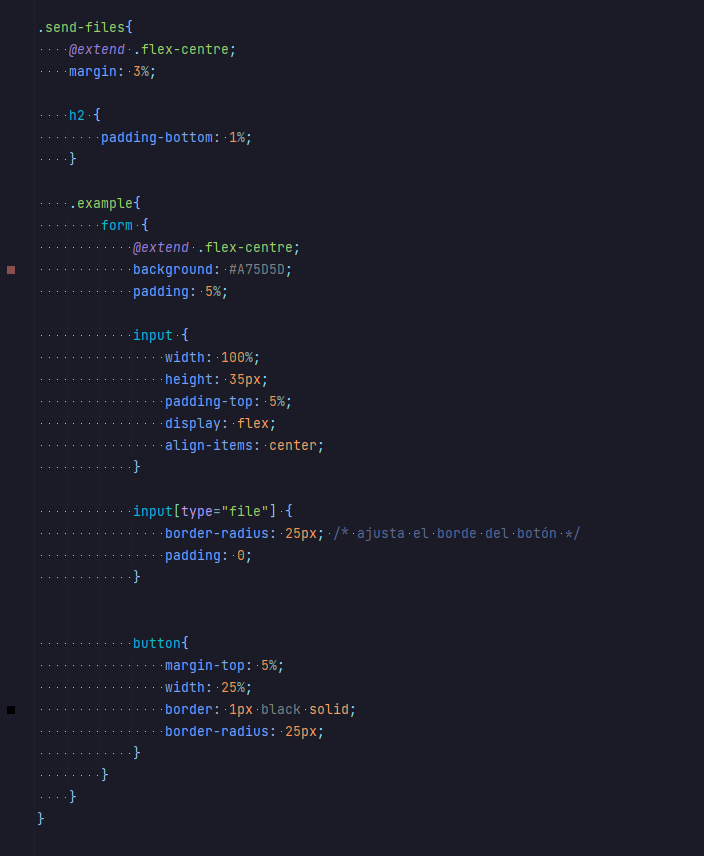 .send-files{
    @extend .flex-centre;
    margin: 3%;

    h2 {
        padding-bottom: 1%;
    }

    .example{
        form {
            @extend .flex-centre;
            background: #A75D5D;
            padding: 5%;

            input {
                width: 100%;
                height: 35px;
                padding-top: 5%;
                display: flex;
                align-items: center;
            }

            input[type="file"] {
                border-radius: 25px; /* ajusta el borde del botón */
                padding: 0;
            }


            button{
                margin-top: 5%;
                width: 25%;
                border: 1px black solid;
                border-radius: 25px;
            }
        }
    }
}